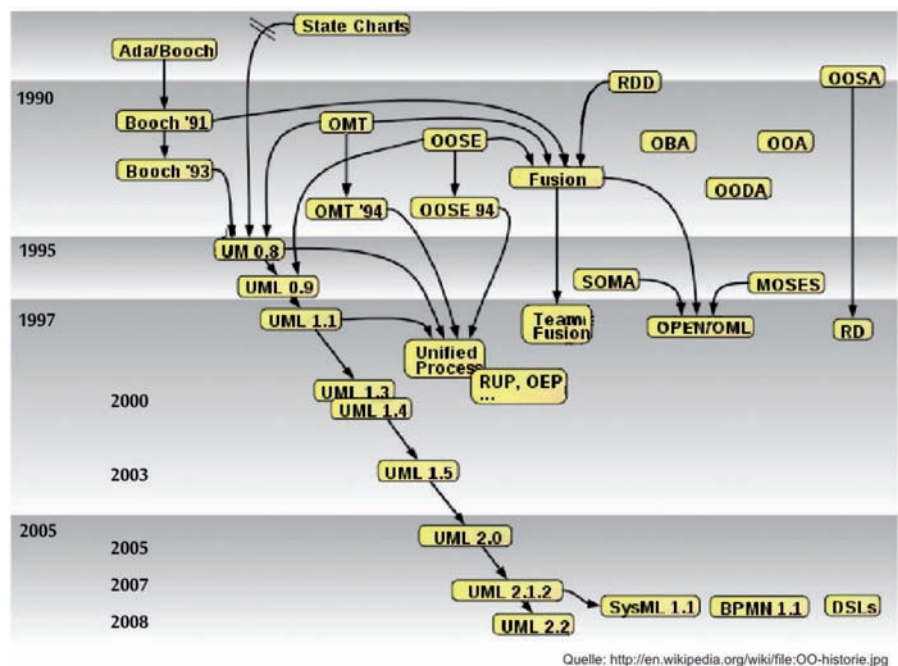 State Charts
Ada/Booch
RDD
OOSA
1990
Booch '91
OMT
OOSE
OBA
OOA
Booch '93
Fusion
OODA
OMT '94
OOSE 94
1995
UM 0.8
UML 0.9
SOMA
MOSES
1997
UML 1.1
Team
Fusion
OPEN/OML
RD
Unified
Process
RUP, OEP
...
UML 1.3
2000
UML 1.4
2003
UML 1.5
2005
UML 2.0
2005
2007
UML 2.1.2
SysML 1.1
BPMN 1.1
DSLs
2008
UML 2.2
Quelle: http://en.wikipedia.org/wiki/file:OO-historie.jpg